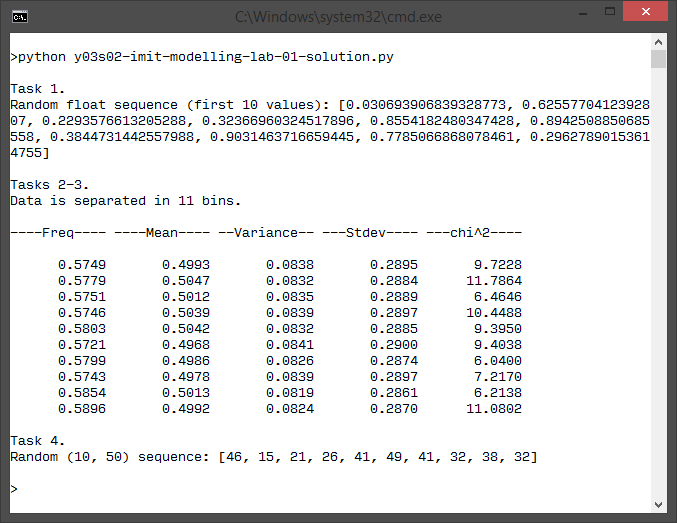 C:\Windows\system32\cmd.exe
>python y03s02-imit-modelling-lab-01-solution.py
Task 1.
Random float sequence (first 10 values): [0.030693906839328773, 0.62557704123928
07, 0.2293576613205288, 0.32366960324517896, 0.8554182480347428, 0.8942508850685
558, 0.3844731442557988, 0.9031463716659445, 0.7785066868078461, 0.2962789015361
4755]
Tasks 2-3.
Data is separated in 11 bins.
----Freq---- ----Mean---- --Variance-- ---Stdev---- ---chi^2----
0.5749 0.4993 0.0838 0.2895 9.7228
0.5779 0.5047 0.0832 0.2884 11.7864
0.5751 0.5012 0.0835 0.2889 6.4646
0.5746 0.5039 0.0839 0.2897 10.4488
0.5803 0.5042 0.0832 0.2885 9.3950
0.5721 0.4968 0.0841 0.2900 9.4038
0.5799 0.4986 0.0826 0.2874 6.0400
0.5743 0.4978 0.0839 0.2897 7.2170
0.5854 0.5013 0.0819 0.2861 6.2138
0.5896 0.4992 0.0824 0.2870 11.0802
Task 4.
Random (10, 50) sequence: [46, 15, 21, 26, 41, 49, 41, 32, 38, 32]
>